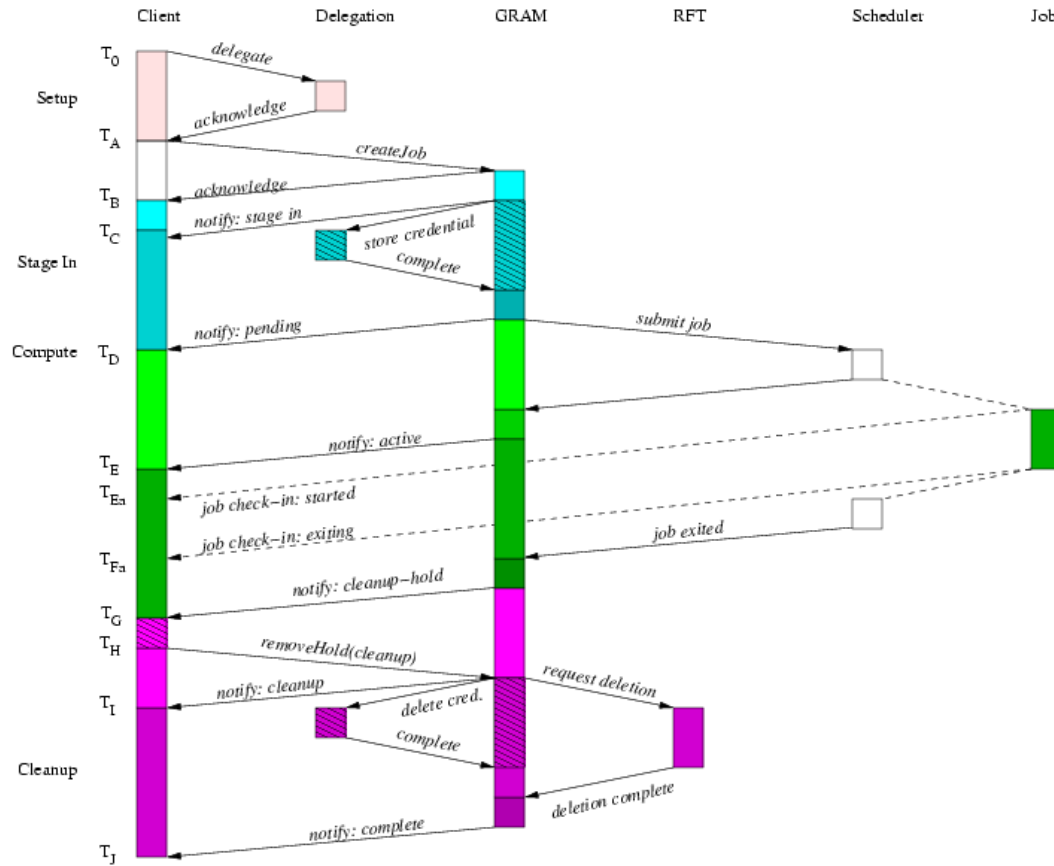 Client Delegation GRAM RFT Scheduler Job
T0
delegate
Setup
acknowledge
TA
createJob
TB
acknowledge
notify: stage in
TC
store credential
Stage In
complete
notify: pending
submit job
Compute
TD
notify: active
TE
TEa
job check-in: started
job check-in: exiting
job exited
TFa
notify: cleanup-hold
TG
TH
removeHold(cleanup)
request deletion
notify: cleanup
delete cred.
TI
complete
Cleanup
deletion complete
notify: complete
TJ